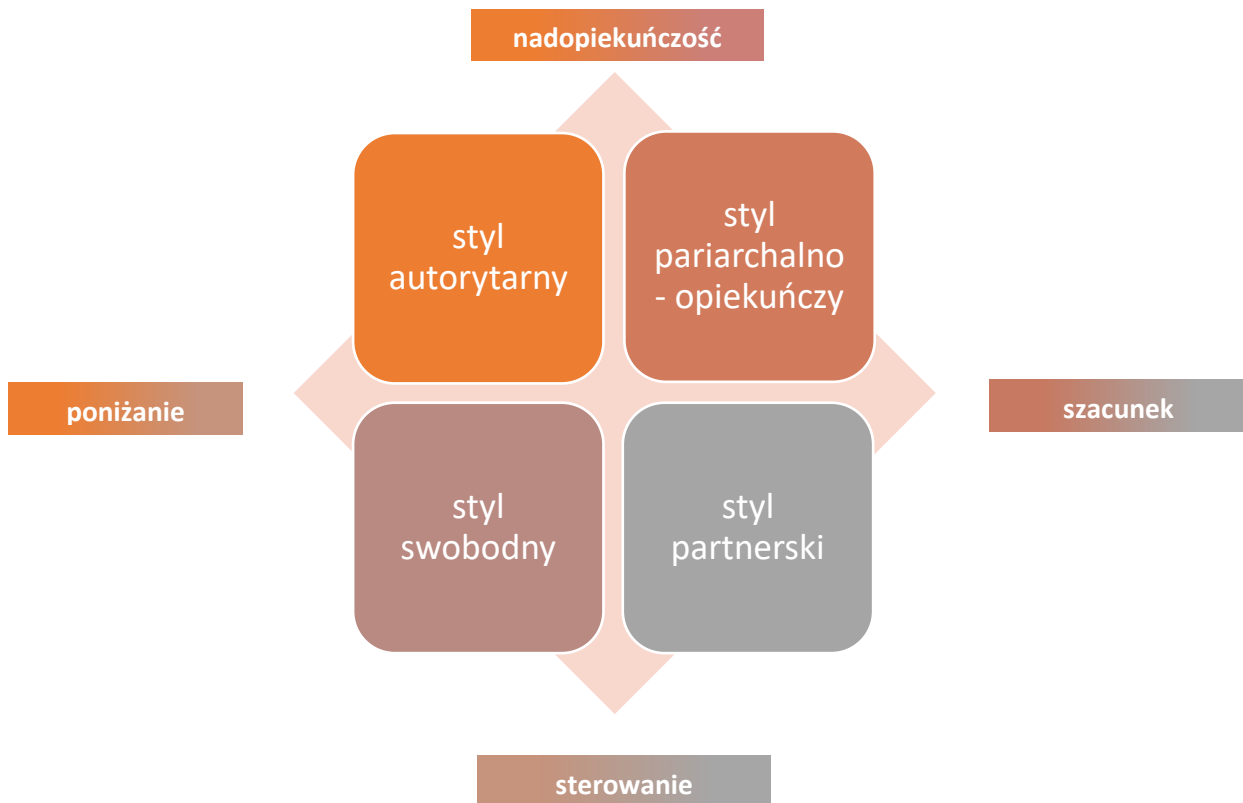 nadopiekuńczość
styl
autorytarny
styl
pariarchalno
- opiekuńczy
poniżanie
szacunek
styl
swobodny
styl
partnerski
sterowanie